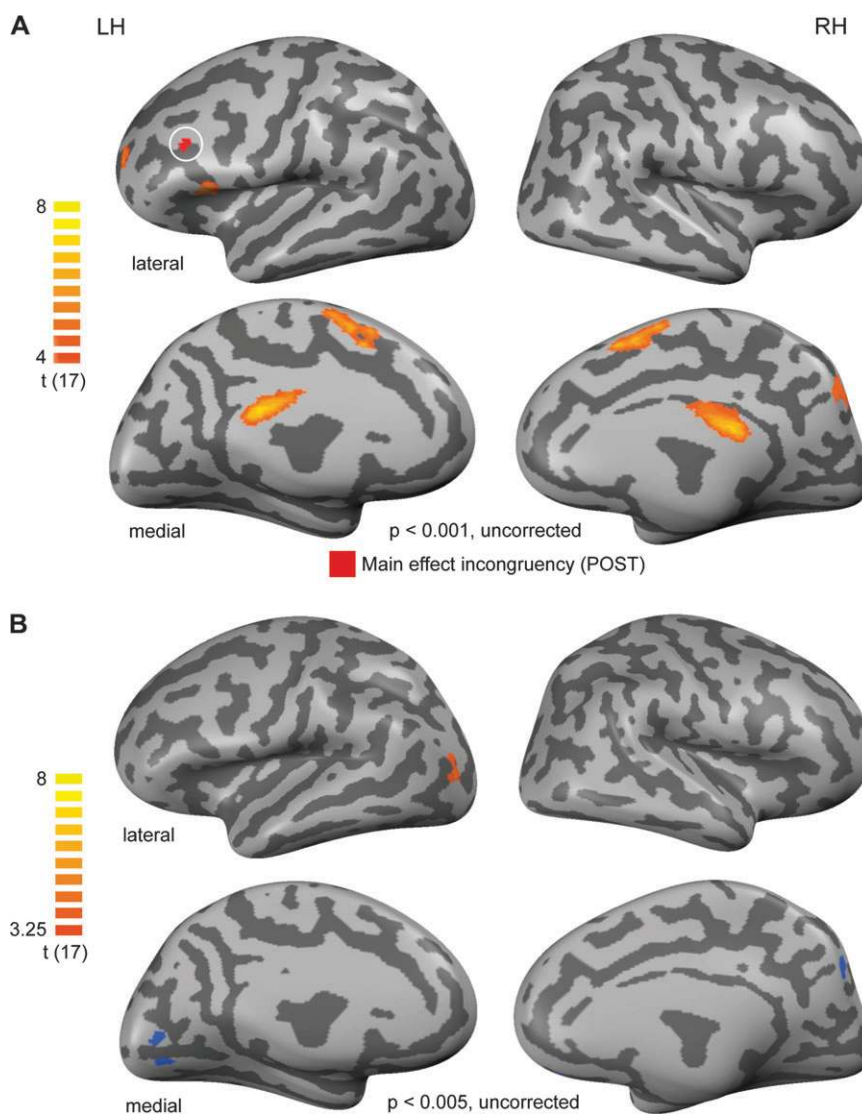 A
LH
RH
8
4
t (17)
lateral
medial
p < 0.001, uncorrected
Main effect incongruency (POST)
B
8
3.25
t (17)
lateral
medial
p < 0.005, uncorrected